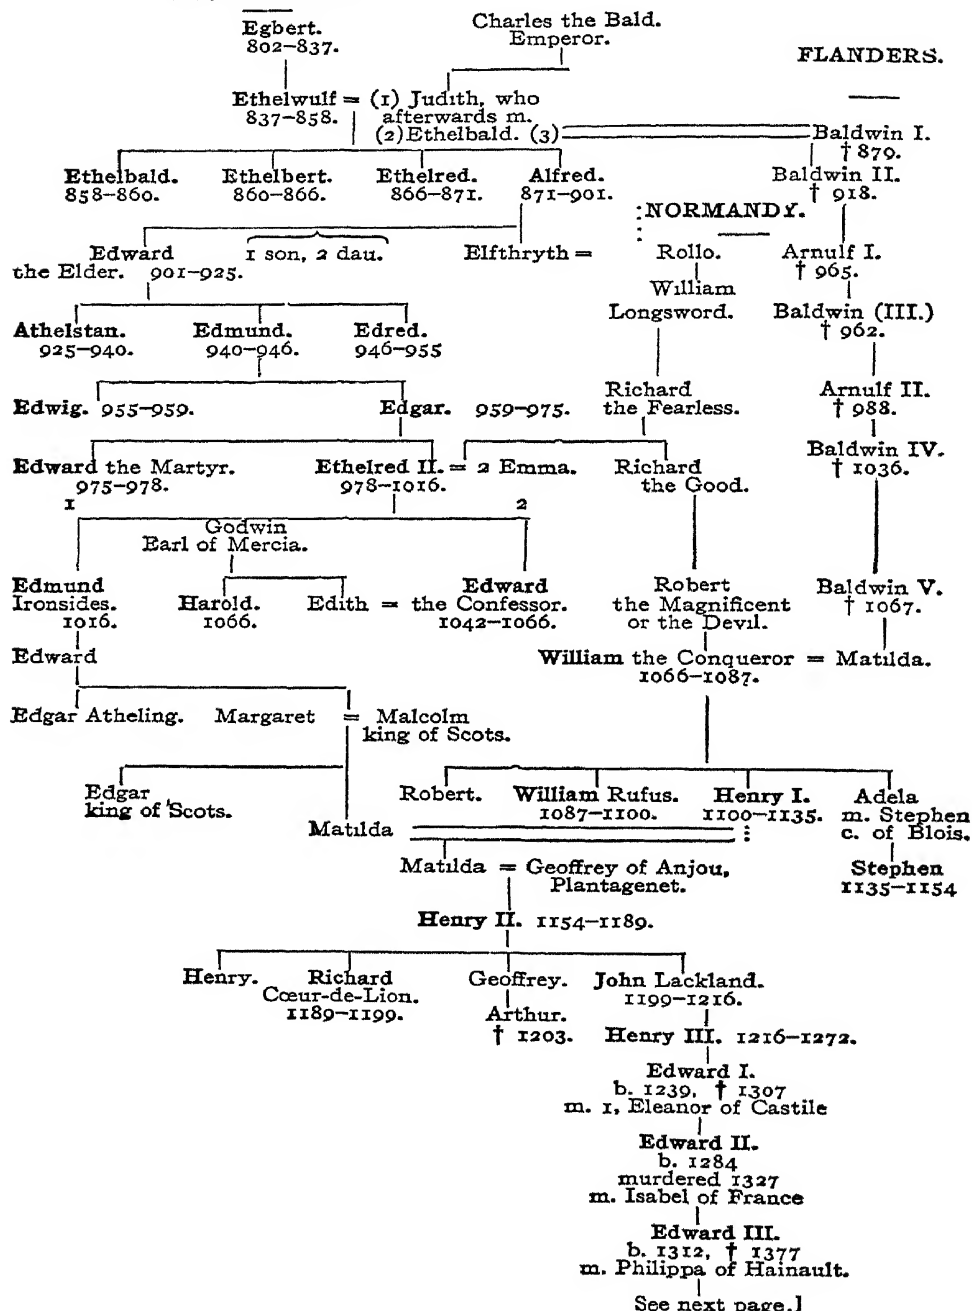 Egbert.
802–837.
Charles the Bald.
Emperor.
FLANDERS.
Ethelwulf = (1) Judith, who
837–858. afterwards m.
(2) Ethelbald. (3)
Baldwin I.
† 879.
Ethelbald. Ethelbert. Ethelred. Alfred.
858–860. 860–866. 866–871. 871–901.
Baldwin II.
† 918.
NORMANDY.
Edward 1 son, 2 dau. Elfthryth =
the Elder. 901–925.
Rollo.
Arnulf I.
† 965.
William
Longsword.
Baldwin (III.)
† 962.
Athelstan. Edmund. Edred.
925–940. 940–946. 946–955
Richard
the Fearless.
Arnulf II.
† 988.
Edwig. 955–959. Edgar. 959–975.
Baldwin IV.
† 1036.
Edward the Martyr. Ethelred II. = 2 Emma. Richard
975–978. 978–1016. the Good.
1 2
Godwin
Earl of Mercia.
Edmund
Ironsides.
1016.
Harold.
1066.
Edith = the Confessor.
Edward
1042–1066.
Robert
the Magnificent
or the Devil.
Baldwin V.
† 1067.
Edward
William the Conqueror = Matilda.
1066–1087.
Edgar Atheling. Margaret = Malcolm
king of Scots.
Edgar
king of Scots.
Robert. William Rufus. Henry I. Adela
1087–1100. 1100–1135. m. Stephen
c. of Blois.
Matilda
Stephen
1135–1154
Matilda = Geoffrey of Anjou,
Plantagenet.
Henry II. 1154–1189.
Henry. Richard Geoffrey. John Lackland.
Cœur-de-Lion. 1199–1216.
1189–1199.
Arthur.
† 1203.
Henry III. 1216–1272.
Edward I.
b. 1239, † 1307
m. 1, Eleanor of Castile
Edward II.
b. 1284
murdered 1327
m. Isabel of France
Edward III.
b. 1312, † 1377
m. Philippa of Hainault.
See next page.]